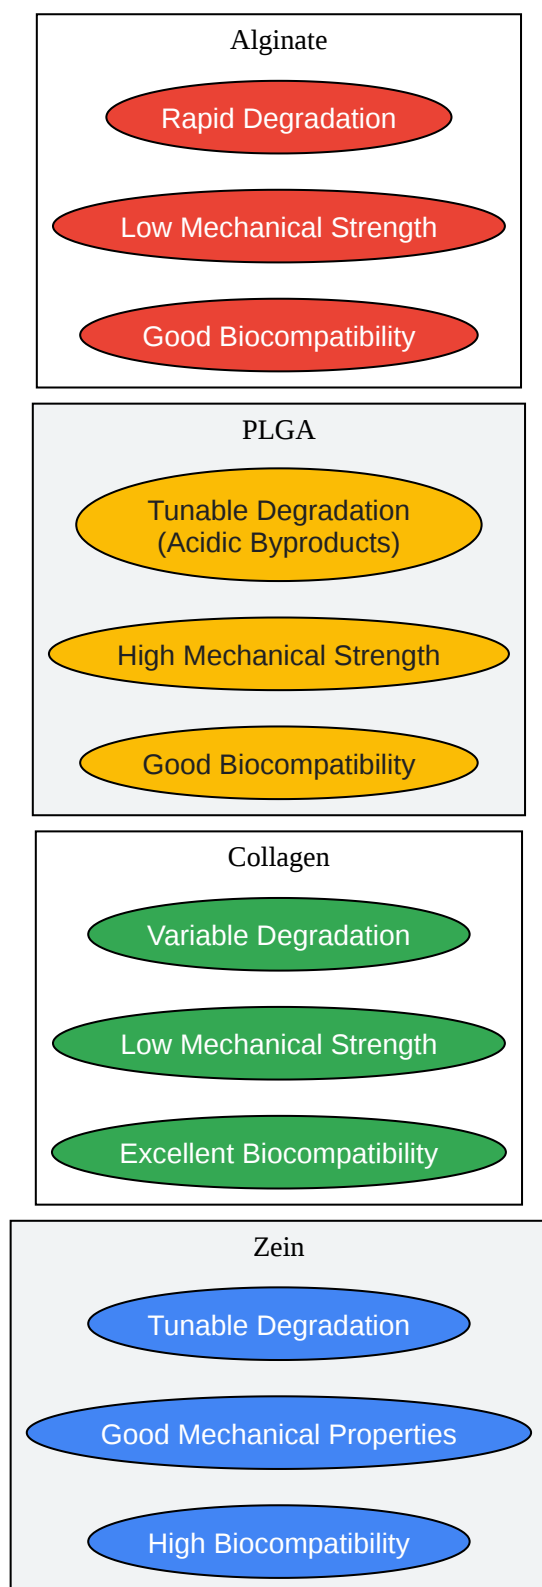 Alginate
Rapid Degradation
Low Mechanical Strength
Good Biocompatibility
PLGA
Tunable Degradation
(Acidic Byproducts)
High Mechanical Strength
Good Biocompatibility
Collagen
Variable Degradation
Low Mechanical Strength
Excellent Biocompatibility
Zein
Tunable Degradation
Good Mechanical Properties
High Biocompatibility